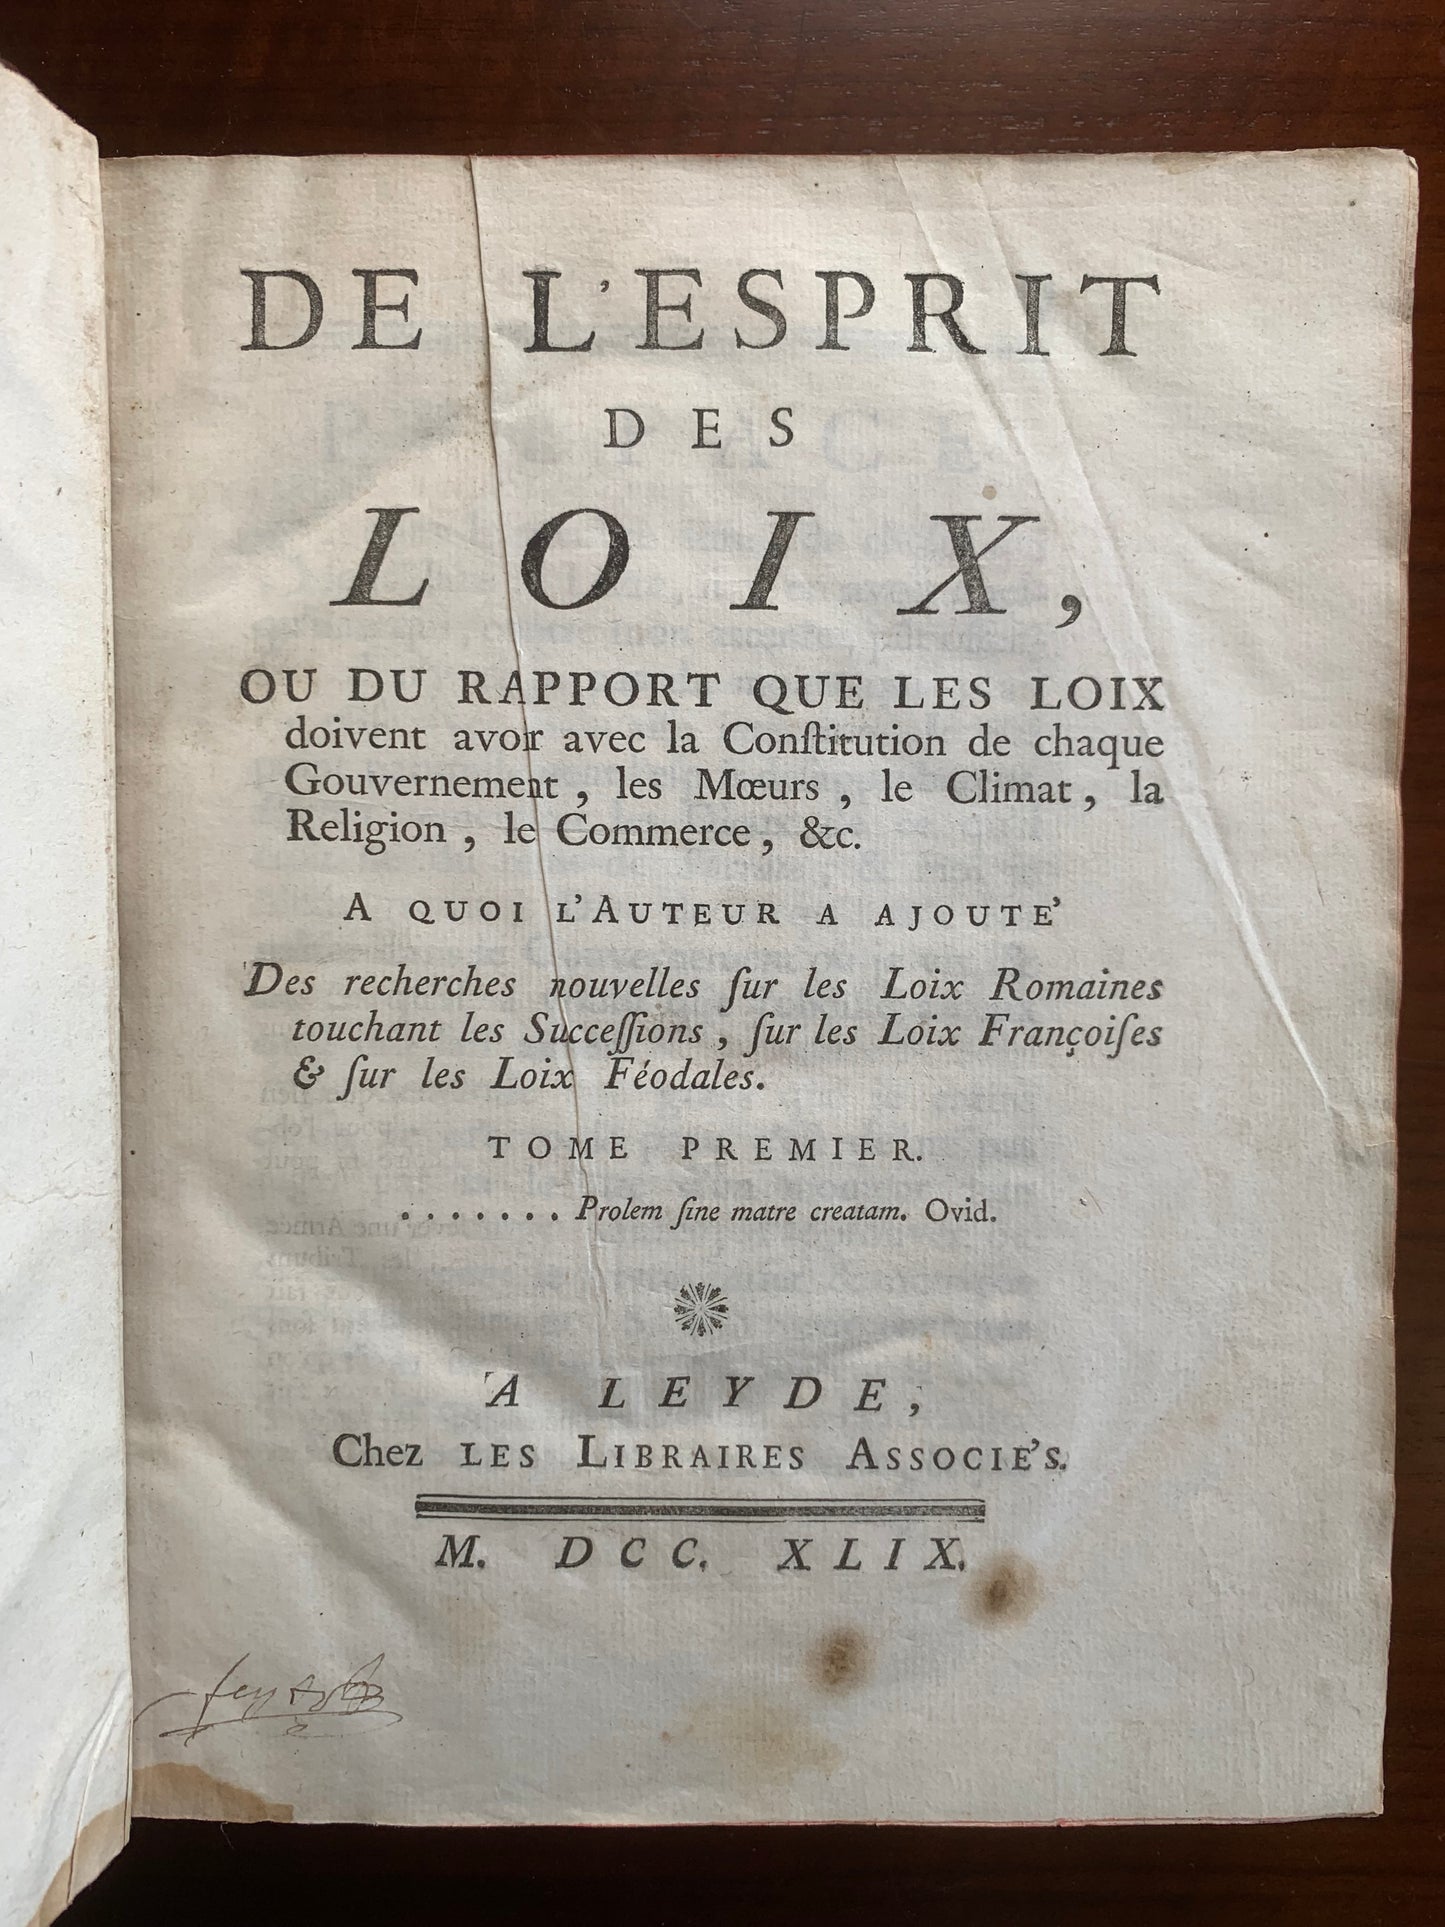 DE L'ESPRIT
DES
LOIX,
OU DU RAPPORT QUE LES LOIX
doivent avoir avec la Conſtitution de chaque
Gouvernement, les Mœurs, le Climat, la
Religion, le Commerce, &c.
A QUOI L'AUTEUR A AJOUTE'
Des recherches nouvelles ſur les Loix Romaines
touchant les Succeſſions, ſur les Loix Françoiſes
& ſur les Loix Féodales.
TOME PREMIER.
. . . . . . . Prolem ſine matre creatam. Ovid.
A LEYDE,
Chez LES LIBRAIRES ASSOCIE'S.
M. DCC. XLIX.